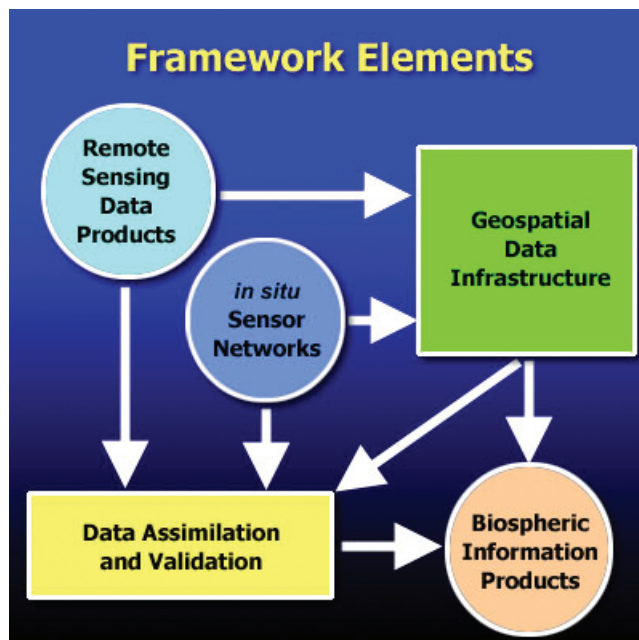 Framework Elements
Remote
Sensing
Data
Products
Geospatial
Data
Infrastructure
in situ
Sensor
Networks
Data Assimilation
and Validation
Biospheric
Information
Products